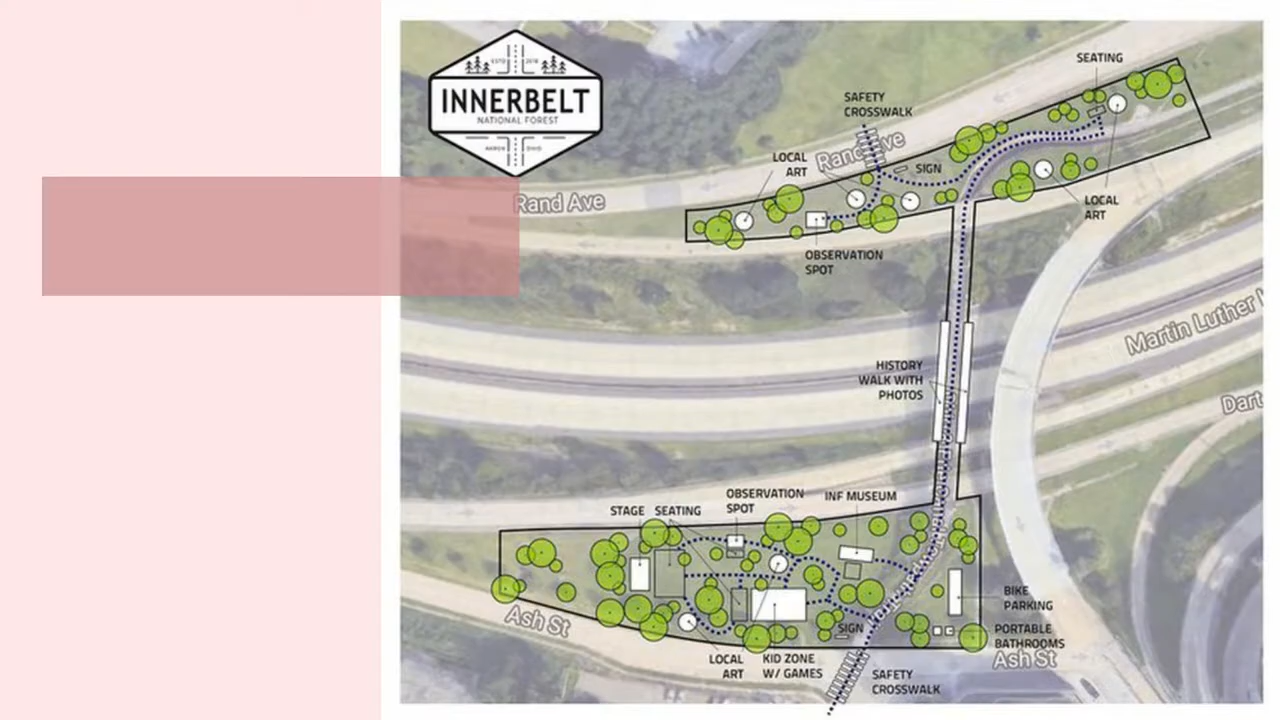 ESTD 2018
INNERBELT
NATIONAL FOREST
AKRON OHIO
SEATING
SAFETY
CROSSWALK
Rand Ave
LOCAL
ART
SIGN
Rand Ave
LOCAL
ART
OBSERVATION
SPOT
Martin Luther
HISTORY
WALK WITH
PHOTOS
Dart
OBSERVATION
SPOT
INF MUSEUM
STAGE
SEATING
BIKE
PARKING
Ash St
SIGN
PORTABLE
BATHROOMS
LOCAL
ART
KID ZONE
W/ GAMES
Ash St
SAFETY
CROSSWALK